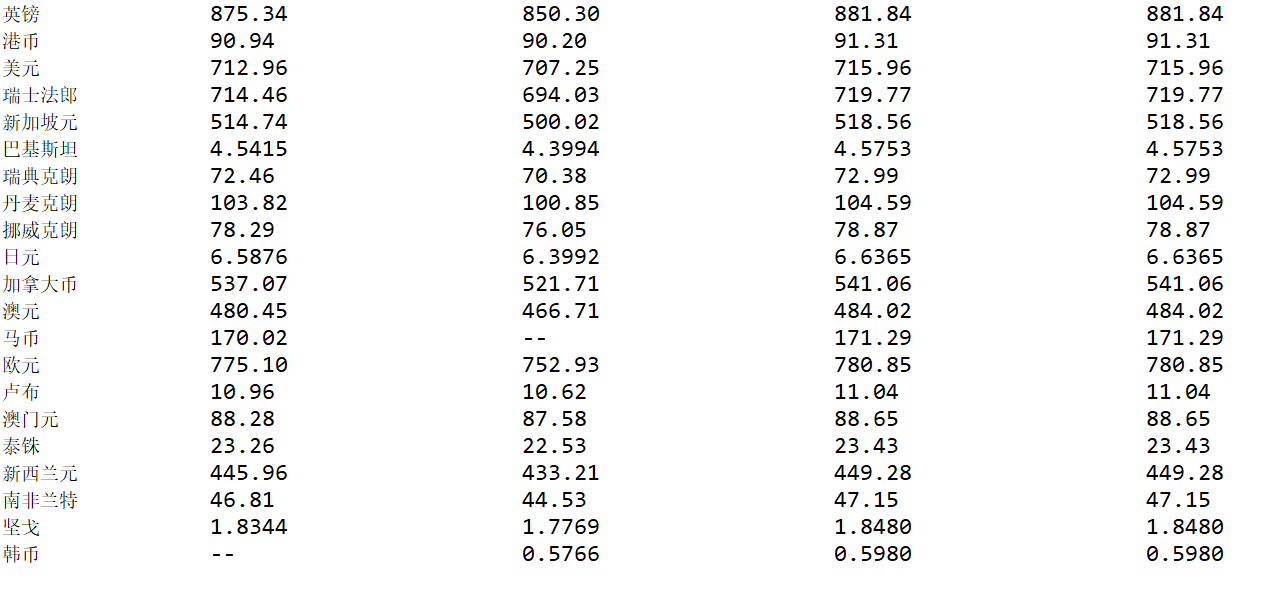 英镑 875.34 850.30 881.84 881.84
港币 90.94 90.20 91.31 91.31
美元 712.96 707.25 715.96 715.96
瑞士法郎 714.46 694.03 719.77 719.77
新加坡元 514.74 500.02 518.56 518.56
巴基斯坦 4.5415 4.3994 4.5753 4.5753
瑞典克朗 72.46 70.38 72.99 72.99
丹麦克朗 103.82 100.85 104.59 104.59
挪威克朗 78.29 76.05 78.87 78.87
日元 6.5876 6.3992 6.6365 6.6365
加拿大币 537.07 521.71 541.06 541.06
澳元 480.45 466.71 484.02 484.02
马币 170.02 -- 171.29 171.29
欧元 775.10 752.93 780.85 780.85
卢布 10.96 10.62 11.04 11.04
澳门元 88.28 87.58 88.65 88.65
泰铢 23.26 22.53 23.43 23.43
新西兰元 445.96 433.21 449.28 449.28
南非兰特 46.81 44.53 47.15 47.15
坚戈 1.8344 1.7769 1.8480 1.8480
韩币 -- 0.5766 0.5980 0.5980